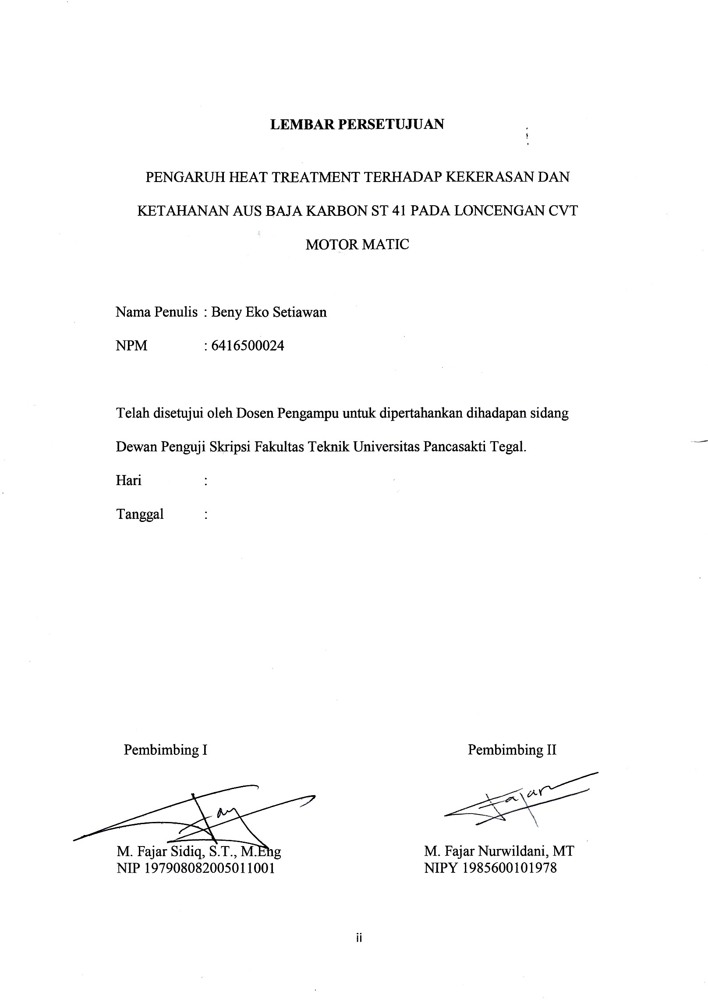 LEMBAR PERSETUJUAN
PENGARUH HEAT TREATMENT TERHADAP KEKERASAN DAN
KETAHANAN AUS BAJA KARBON ST 41 PADA LONCENGAN CVT
MOTOR MATIC
Nama Penulis : Beny Eko Setiawan
NPM : 6416500024
Telah disetujui oleh Dosen Pengampu untuk dipertahankan dihadapan sidang
Dewan Penguji Skripsi Fakultas Teknik Universitas Pancasakti Tegal.
Hari :
Tanggal :
Pembimbing I Pembimbing II
Fajar
M. Fajar Sidiq, S.T., M.Eng M. Fajar Nurwildani, MT
NIP 197908082005011001 NIPY 1985600101978
ii